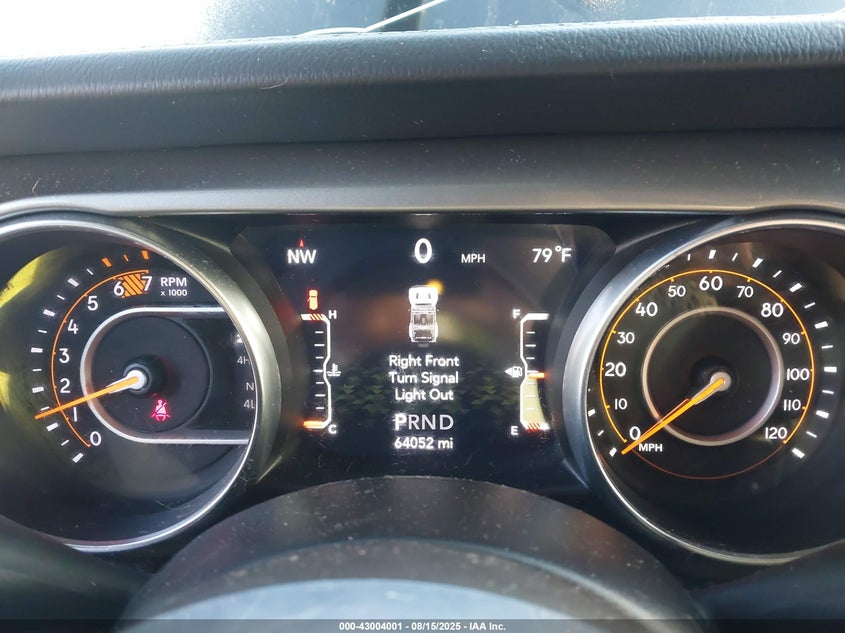 NW
0 MPH
79°F
0 1 2 3 4 5 6 7
RPM
x 1000
4H
N
4L
H
C
Right Front
Turn Signal
Light Out
PRND
64052 mi
F
E
0 10 20 30 40 50 60 70 80 90 100 110 120
MPH
000-43004001 - 08/15/2025 - IAA Inc.